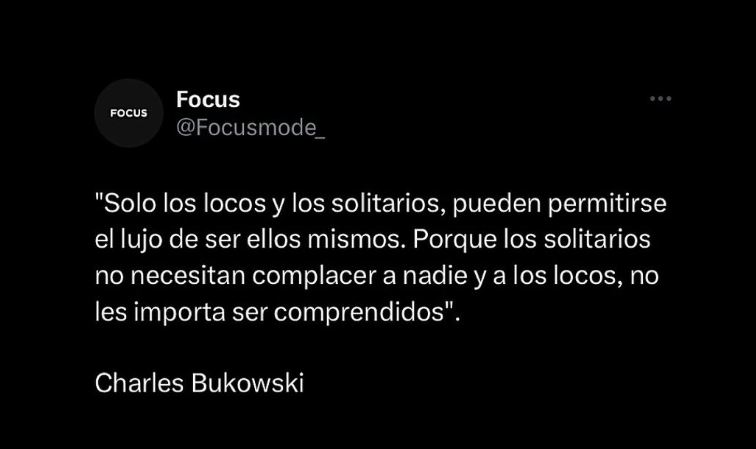 FOCUS
Focus
@Focusmode_
"Solo los locos y los solitarios, pueden permitirse
el lujo de ser ellos mismos. Porque los solitarios
no necesitan complacer a nadie y a los locos, no
les importa ser comprendidos".
Charles Bukowski